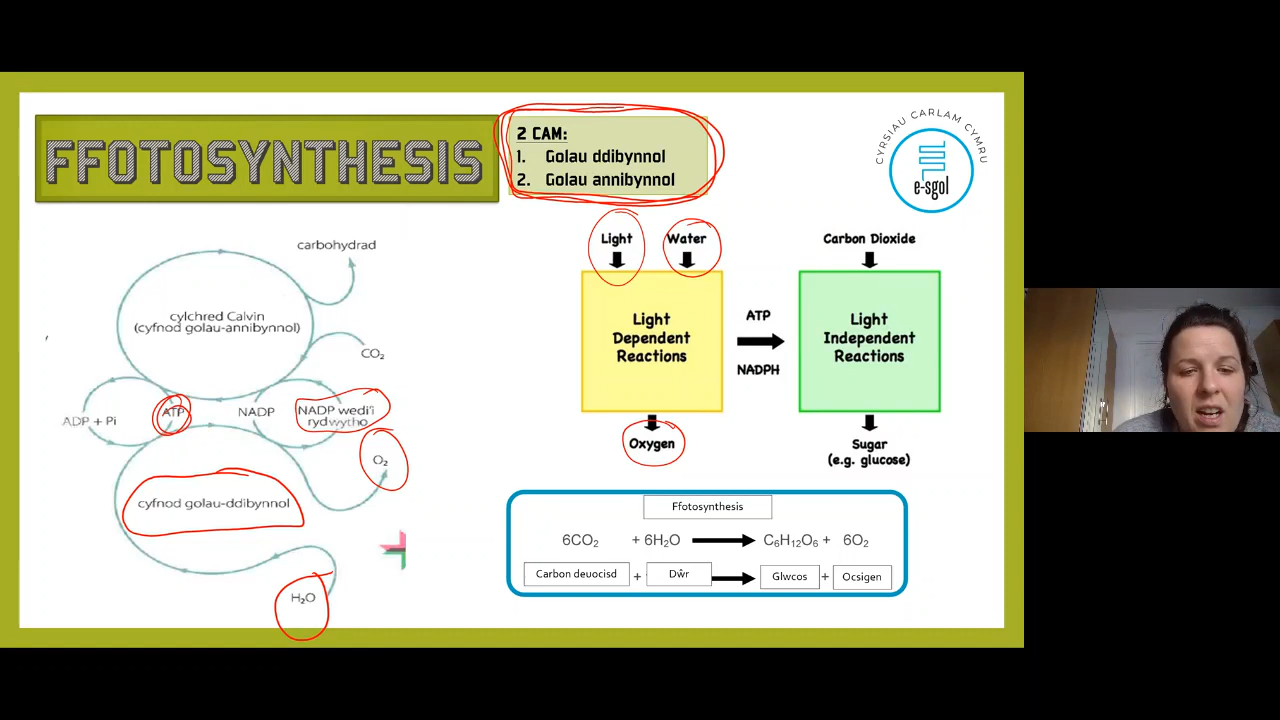 FFOTOSYNTHESIS
2 CAM:
1. Golau ddibynnol
2. Golau annibynnol
CYRSIAU CARLAM CYMRU
e-sgol
carbohydrad
cylchred Calvin
(cyfnod golau-annibynnol)
CO₂
ADP + Pi
ATP
NADP
NADP wedi'i
rydwytho
O₂
cyfnod golau-ddibynnol
H₂O
Light
Water
Carbon Dioxide
Light
Dependent
Reactions
ATP
NADPH
Light
Independent
Reactions
Oxygen
Sugar
(e.g. glucose)
Ffotosynthesis
6CO₂ + 6H₂O C₆H₁₂O₆ + 6O₂
Carbon deuocisd + Dŵr Glwcos + Ocsigen